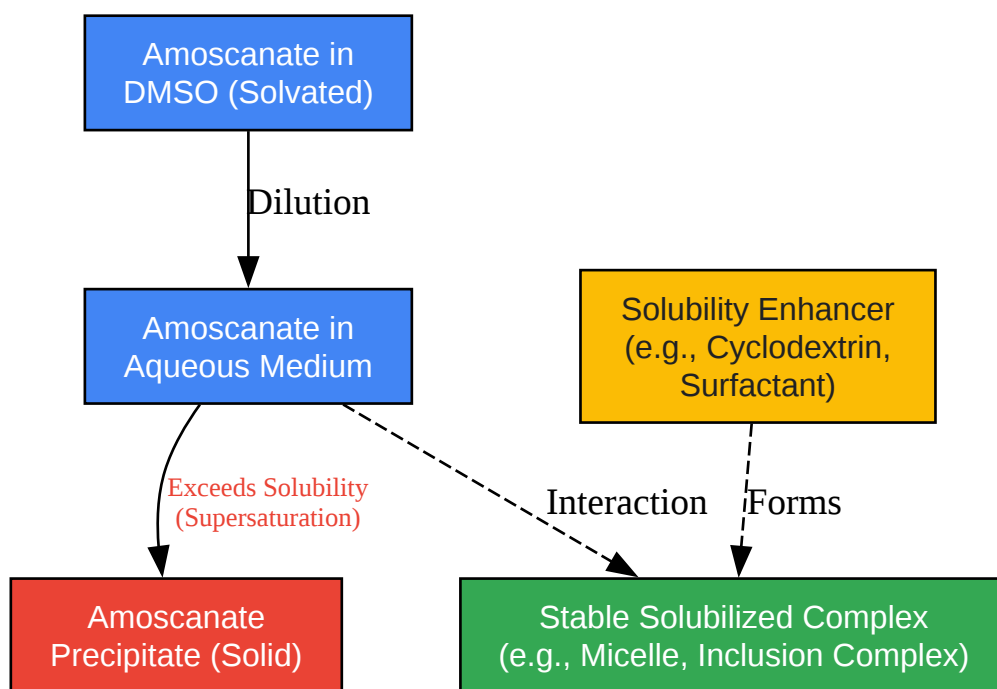 Amoscanate in
DMSO (Solvated)
Dilution
Amoscanate in
Aqueous Medium
Solubility Enhancer
(e.g., Cyclodextrin,
Surfactant)
Exceeds Solubility
(Supersaturation)
Interaction
Forms
Amoscanate
Precipitate (Solid)
Stable Solubilized Complex
(e.g., Micelle, Inclusion Complex)